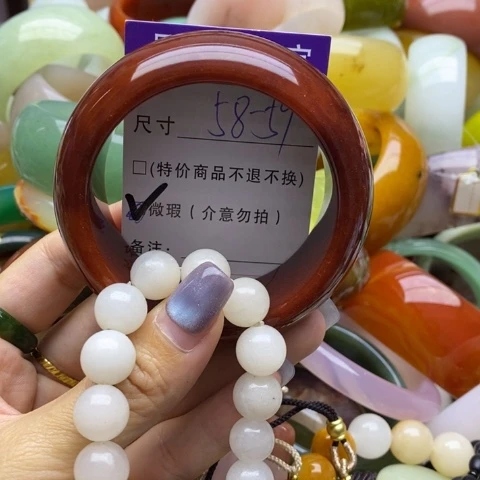 尺寸 58-59
□(特价商品不退不换)
微瑕(介意勿拍)
备注: